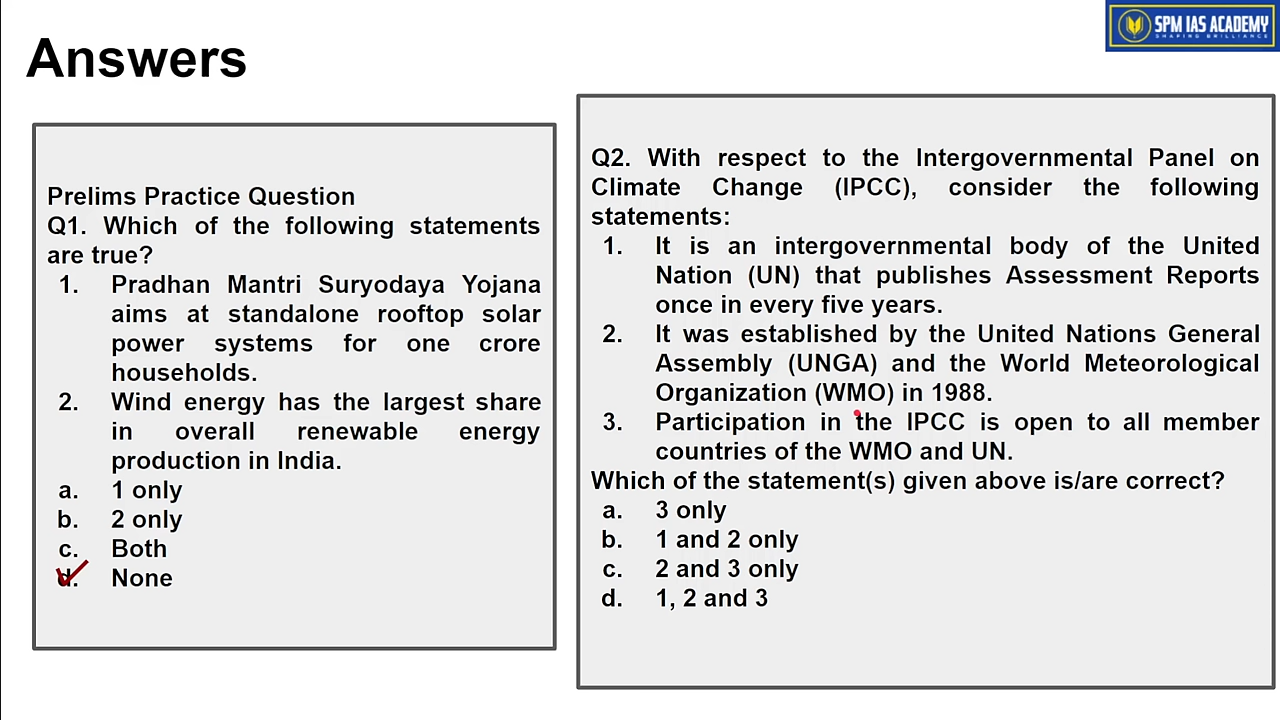 SPM IAS ACADEMY
SHAPING BRILLIANCE
Answers
Prelims Practice Question
Q1. Which of the following statements
are true?
1. Pradhan Mantri Suryodaya Yojana
aims at standalone rooftop solar
power systems for one crore
households.
2. Wind energy has the largest share
in overall renewable energy
production in India.
a. 1 only
b. 2 only
c. Both
d. None
Q2. With respect to the Intergovernmental Panel on
Climate Change (IPCC), consider the following
statements:
1. It is an intergovernmental body of the United
Nation (UN) that publishes Assessment Reports
once in every five years.
2. It was established by the United Nations General
Assembly (UNGA) and the World Meteorological
Organization (WMO) in 1988.
3. Participation in the IPCC is open to all member
countries of the WMO and UN.
Which of the statement(s) given above is/are correct?
a. 3 only
b. 1 and 2 only
c. 2 and 3 only
d. 1, 2 and 3